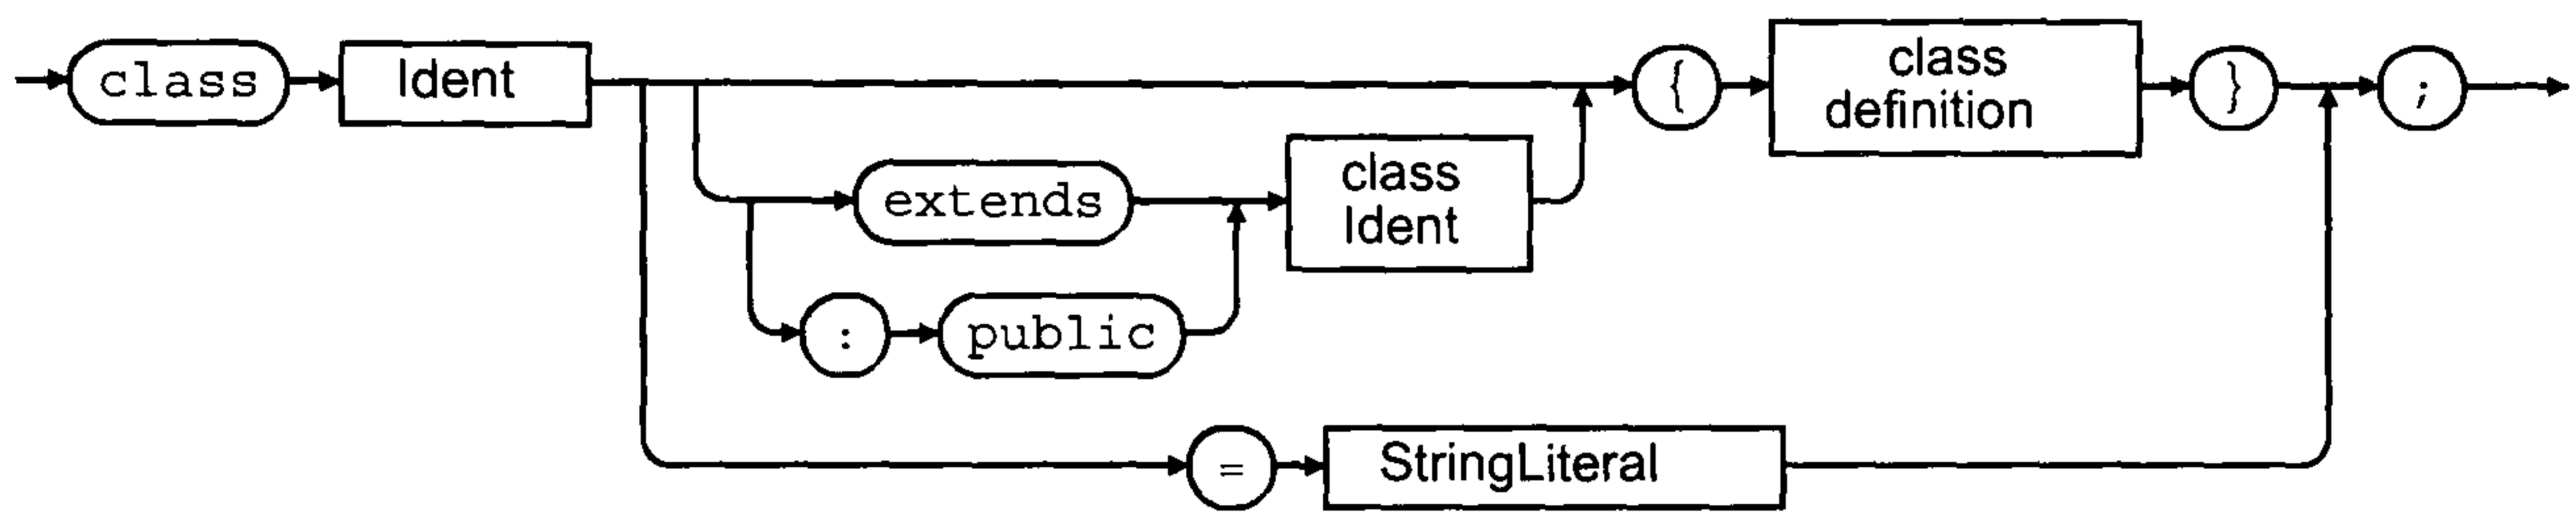 class
Ident
{
class
definition
}
;
extends
class
Ident
:
public
=
StringLiteral